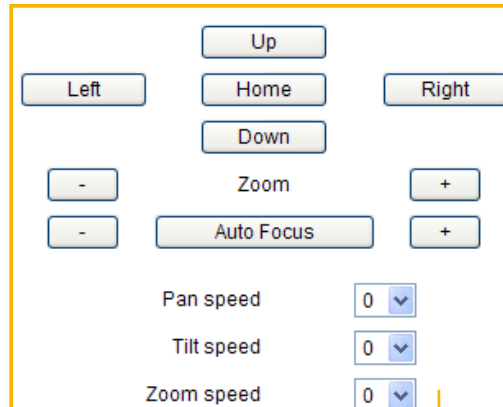 Up
Left Home Right
Down
- Zoom +
- Auto Focus +
Pan speed 0
Tilt speed 0
Zoom speed 0